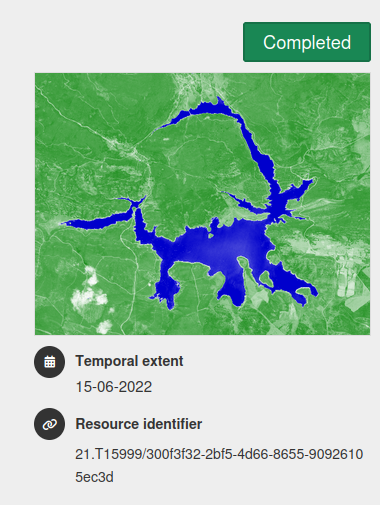 Completed
Temporal extent
15-06-2022
Resource identifier
21.T15999/300f3f32-2bf5-4d66-8655-9092610
5ec3d